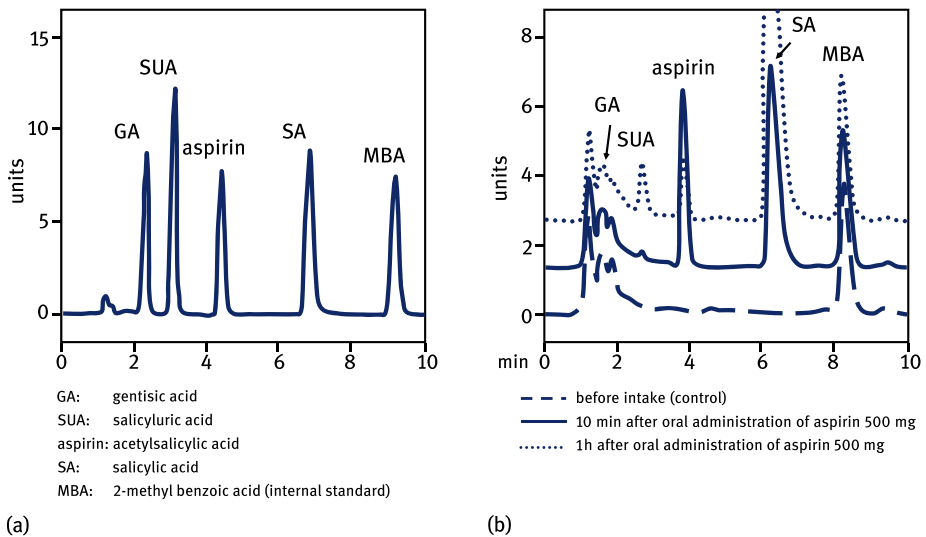 15
10
5
0
units
GA
SUA
aspirin
SA
MBA
0
2
4
6
8
10
GA: gentisic acid
SUA: salicyluric acid
aspirin: acetylsalicylic acid
SA: salicylic acid
MBA: 2-methyl benzoic acid (internal standard)
(a)
8
6
4
2
0
units
GA
SUA
aspirin
SA
MBA
min
0
2
4
6
8
10
before intake (control)
10 min after oral administration of aspirin 500 mg
1h after oral administration of aspirin 500 mg
(b)